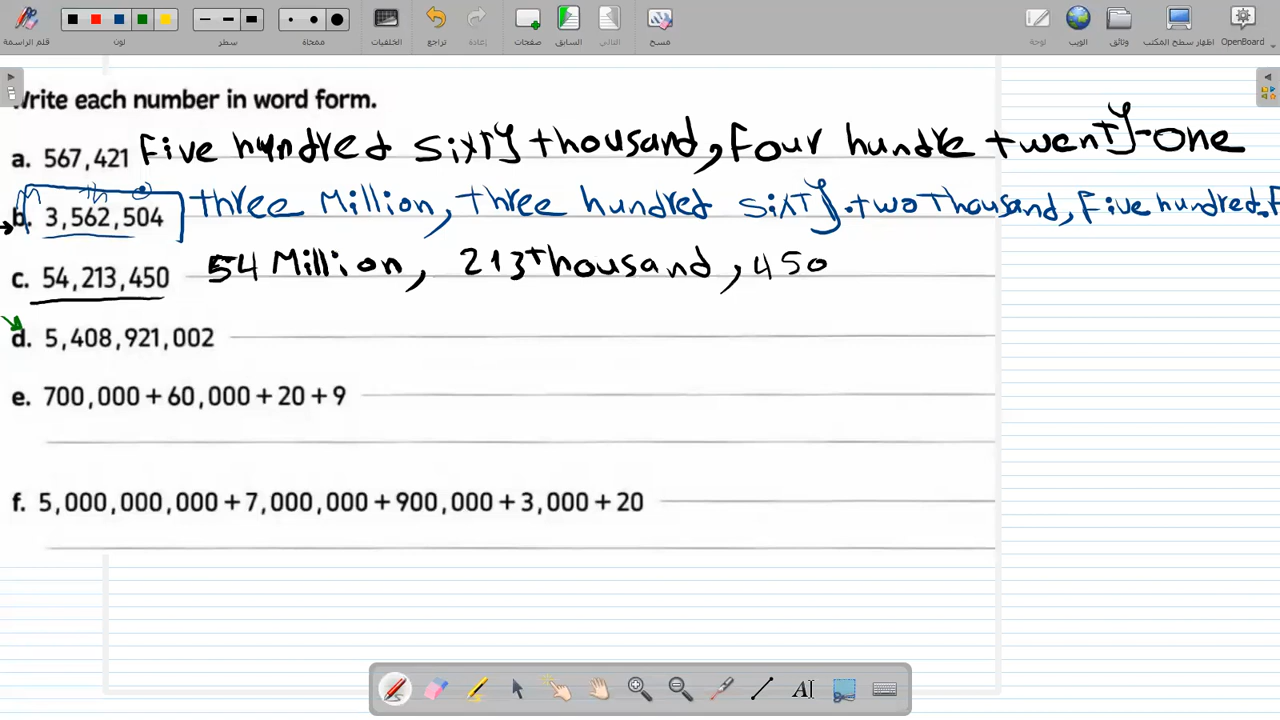 قلم الراسمة
لون
سطر
ممحاة
الخلفيات
تراجع
إعادة
صفحات
السابق
التالي
مسح
لوحة
الويب
وثائق
اظهار سطح المكتب
OpenBoard
Write each number in word form.
a. 567,421 Five hundred sixty thousand, Four hundre twenty-one
b. 3,562,504 three Million, three hundred sixty.two Thousand, Five hundred.f
c. 54,213,450 54 Million, 213 thousand, 450
d. 5,408,921,002
e. 700,000 + 60,000 + 20 + 9
f. 5,000,000,000 + 7,000,000 + 900,000 + 3,000 + 20